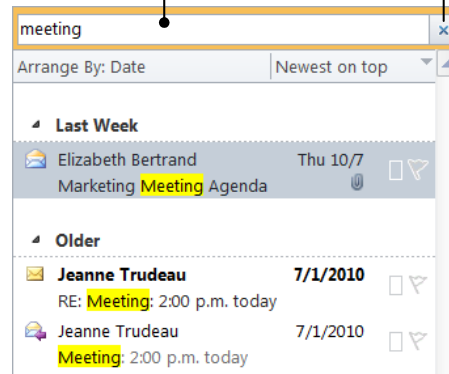 meeting
Arrange By: Date Newest on top
Last Week
Elizabeth Bertrand Thu 10/7
Marketing Meeting Agenda
Older
Jeanne Trudeau 7/1/2010
RE: Meeting: 2:00 p.m. today
Jeanne Trudeau 7/1/2010
Meeting: 2:00 p.m. today